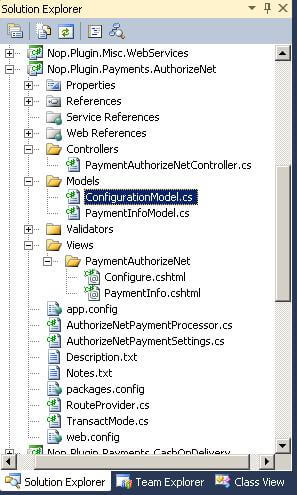 Solution Explorer
Nop.Plugin.Misc.WebServices
Nop.Plugin.Payments.AuthorizeNet
Properties
References
Service References
Web References
Controllers
PaymentAuthorizeNetController.cs
Models
ConfigurationModel.cs
PaymentInfoModel.cs
Validators
Views
PaymentAuthorizeNet
Configure.cshtml
PaymentInfo.cshtml
app.config
AuthorizeNetPaymentProcessor.cs
AuthorizeNetPaymentSettings.cs
Description.txt
Notes.txt
packages.config
RouteProvider.cs
TransactMode.cs
web.config
Nop.Plugin.Payments.CashOnDelivery
Solution Explorer Team Explorer Class View